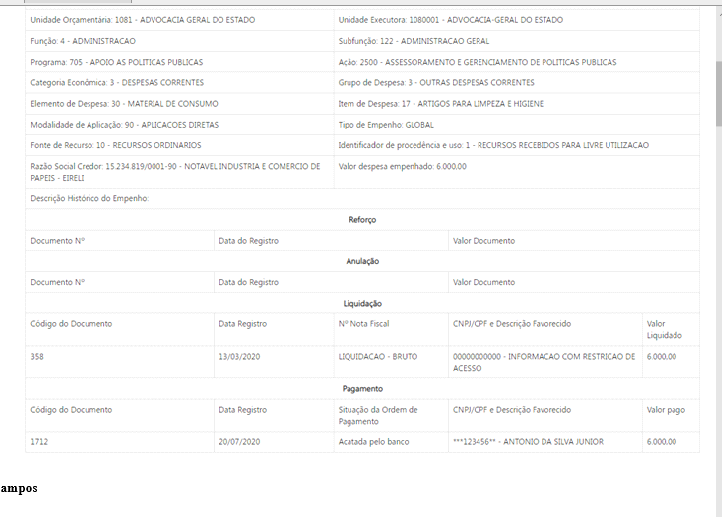 Unidade Orçamentária: 1081 - ADVOCACIA GERAL DO ESTADO
Unidade Executora: 1080001 - ADVOCACIA-GERAL DO ESTADO
Função: 4 - ADMINISTRACAO
Subfunção: 122 - ADMINISTRACAO GERAL
Programa: 705 - APOIO AS POLITICAS PUBLICAS
Ação: 2500 - ASSESSORAMENTO E GERENCIAMENTO DE POLITICAS PUBLICAS
Categoria Econômica: 3 - DESPESAS CORRENTES
Grupo de Despesa: 3 - OUTRAS DESPESAS CORRENTES
Elemento de Despesa: 30 - MATERIAL DE CONSUMO
Item de Despesa: 17 - ARTIGOS PARA LIMPEZA E HIGIENE
Modalidade de Aplicação: 90 - APLICACOES DIRETAS
Tipo de Empenho: GLOBAL
Fonte de Recurso: 10 - RECURSOS ORDINARIOS
Identificador de procedência e uso: 1 - RECURSOS RECEBIDOS PARA LIVRE UTILIZACAO
Razão Social Credor: 15.234.819/0001-90 - NOTAVEL INDUSTRIA E COMERCIO DE
PAPEIS - EIRELI
Valor despesa empenhado: 6.000,00
Descrição Histórico do Empenho:
Reforço
Documento Nº
Data do Registro
Valor Documento
Anulação
Documento Nº
Data do Registro
Valor Documento
Liquidação
Código do Documento
Data Registro
Nº Nota Fiscal
CNPJ/CPF e Descrição Favorecido
Valor
Liquidado
358
13/03/2020
LIQUIDACAO - BRUTO
00000000000 - INFORMACAO COM RESTRICAO DE
ACESSO
6.000,00
Pagamento
Código do Documento
Data Registro
Situação da Ordem de
Pagamento
CNPJ/CPF e Descrição Favorecido
Valor pago
1712
20/07/2020
Acatada pelo banco
***123456** - ANTONIO DA SILVA JUNIOR
6.000,00
ampos